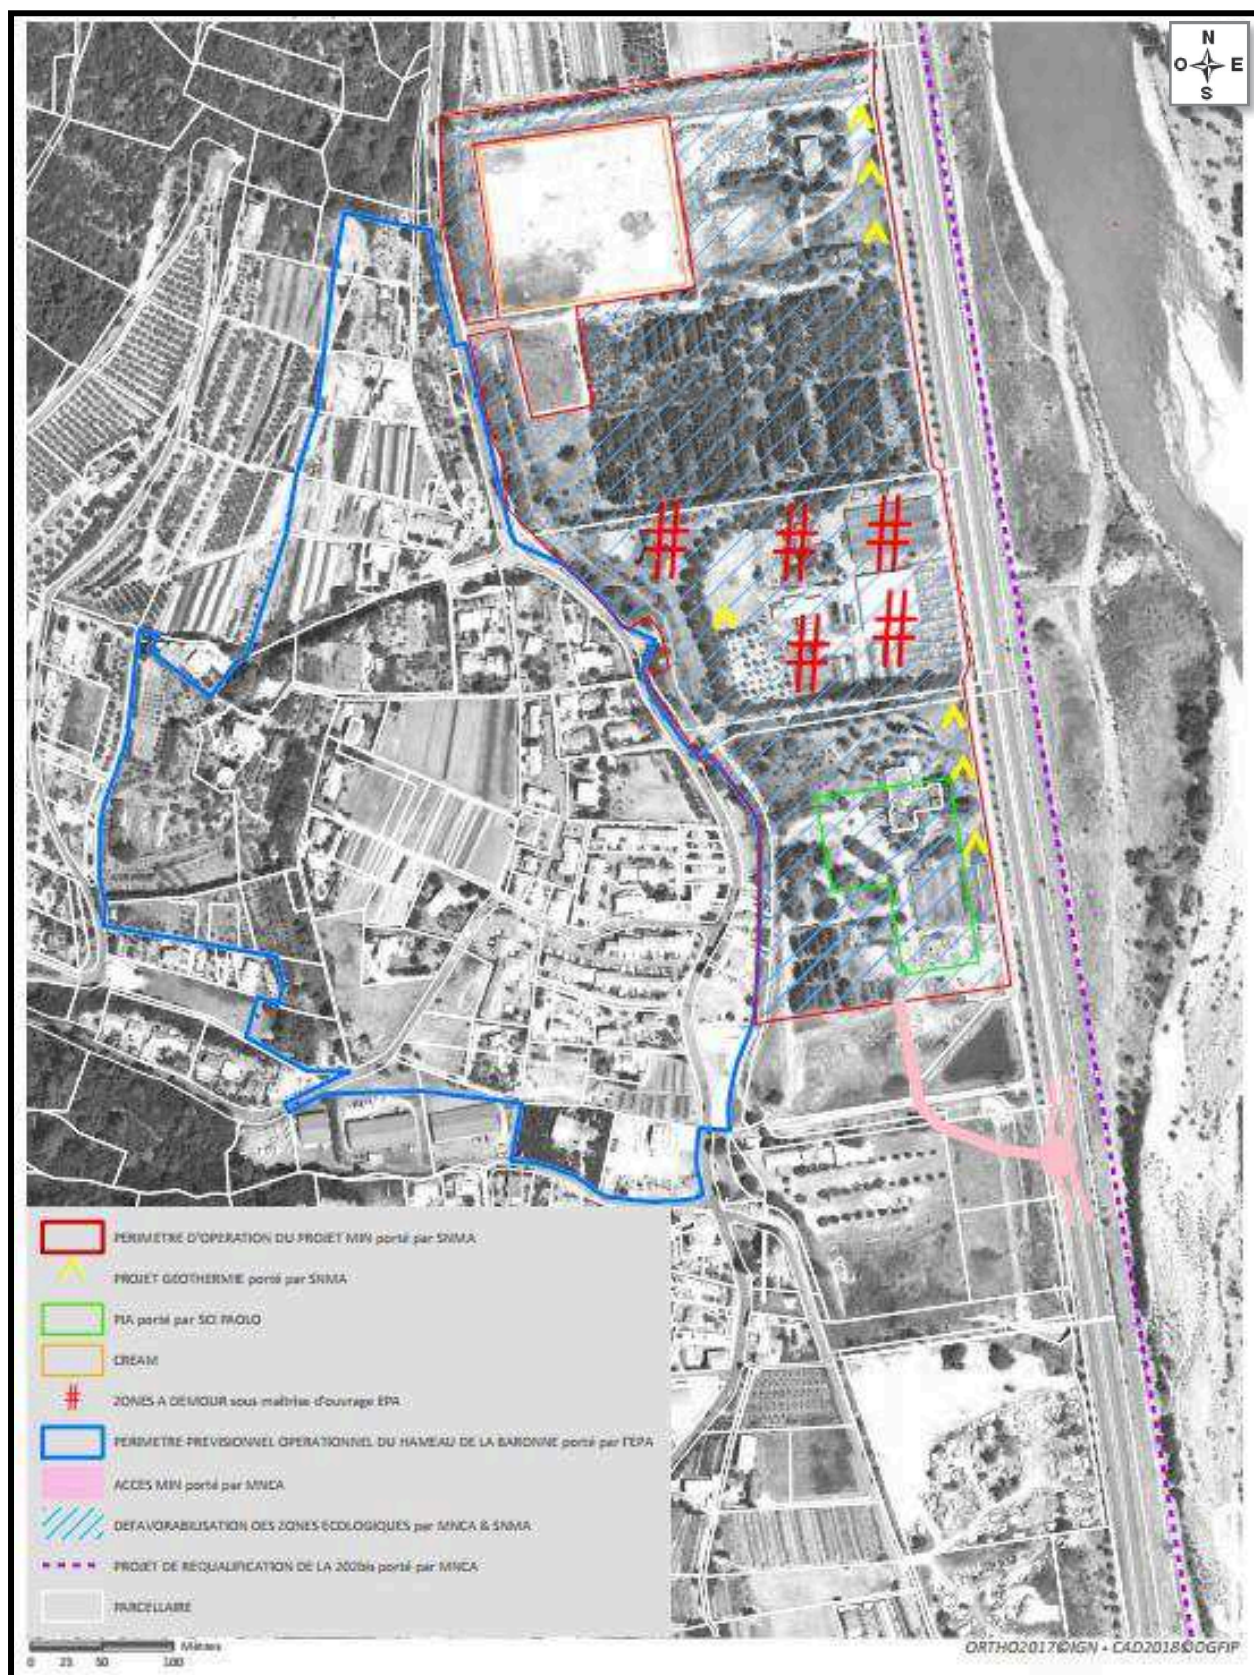 N
O E
S
PERIMETRE D'OPERATION DU PROJET MIN porté par SNMA
PROJET GEOTHERMIE porté par SNMA
PIA porté par SCI PAOLO
CREAM
ZONES A DEMOLIR sous maîtrise d'ouvrage EPA
PERIMETRE PREVISIONNEL OPERATIONNEL DU HAMEAU DE LA BARONNE porté par l'EPA
ACCES MIN porté par MNCA
DEFAVORABILISATION DES ZONES ECOLOGIQUES par MNCA & SNMA
PROJET DE REQUALIFICATION DE LA 202bis porté par MNCA
PARCELLAIRE
Mètres
0 25 50 100
ORTHO2017©IGN - CAD2018©DGFIP